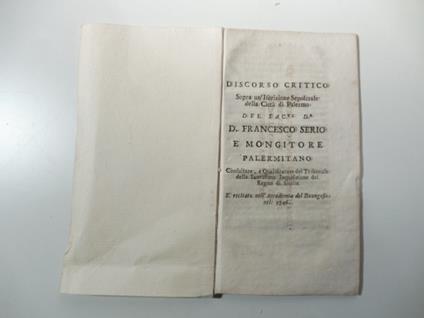 DISCORSO CRITICO
Sopra un'Iscrizione Sepolcrale
della Città di Palermo
DEL SAC.TE D.R
D. FRANCESCO SERIO
E MONGITORE
PALERMITANO
Consultore, e Qualificatore del Tribunale
della Santissima Inquisizione del
Regno di Sicilia
E' recitato nell'Accademia del Buongusto